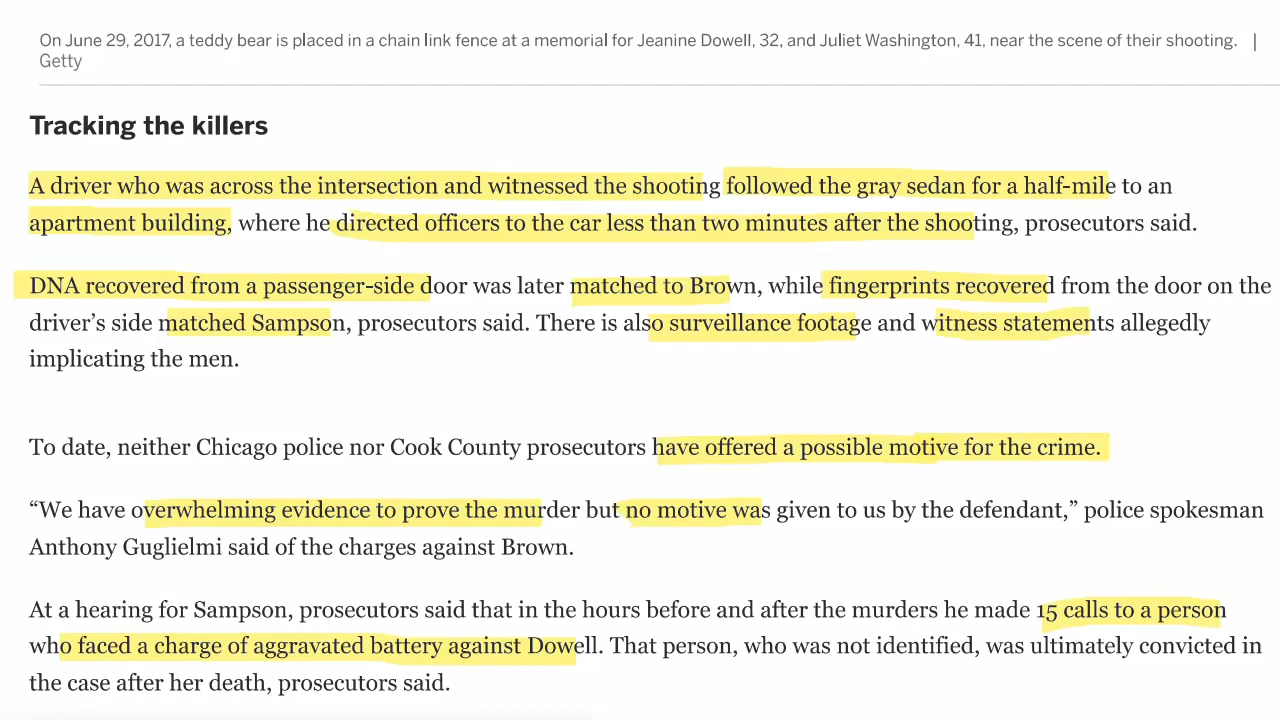 On June 29, 2017, a teddy bear is placed in a chain link fence at a memorial for Jeanine Dowell, 32, and Juliet Washington, 41, near the scene of their shooting. |
Getty
Tracking the killers
A driver who was across the intersection and witnessed the shooting followed the gray sedan for a half-mile to an
apartment building, where he directed officers to the car less than two minutes after the shooting, prosecutors said.
DNA recovered from a passenger-side door was later matched to Brown, while fingerprints recovered from the door on the
driver’s side matched Sampson, prosecutors said. There is also surveillance footage and witness statements allegedly
implicating the men.
To date, neither Chicago police nor Cook County prosecutors have offered a possible motive for the crime.
“We have overwhelming evidence to prove the murder but no motive was given to us by the defendant,” police spokesman
Anthony Guglielmi said of the charges against Brown.
At a hearing for Sampson, prosecutors said that in the hours before and after the murders he made 15 calls to a person
who faced a charge of aggravated battery against Dowell. That person, who was not identified, was ultimately convicted in
the case after her death, prosecutors said.